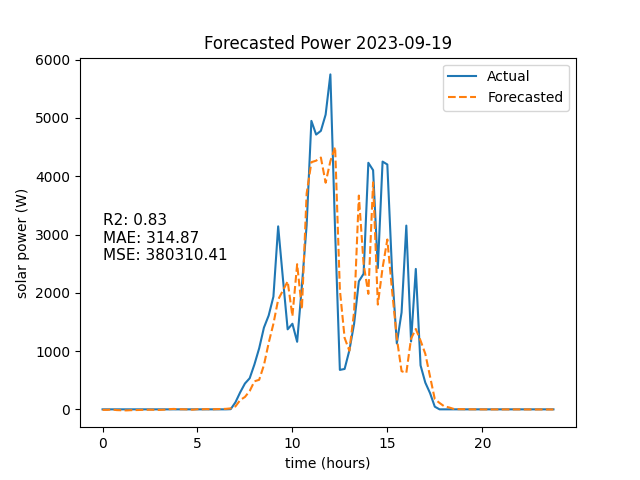 Forecasted Power 2023-09-19
6000
5000
4000
3000
2000
1000
0
solar power (W)
R2: 0.83
MAE: 314.87
MSE: 380310.41
Actual
Forecasted
0 5 10 15 20
time (hours)